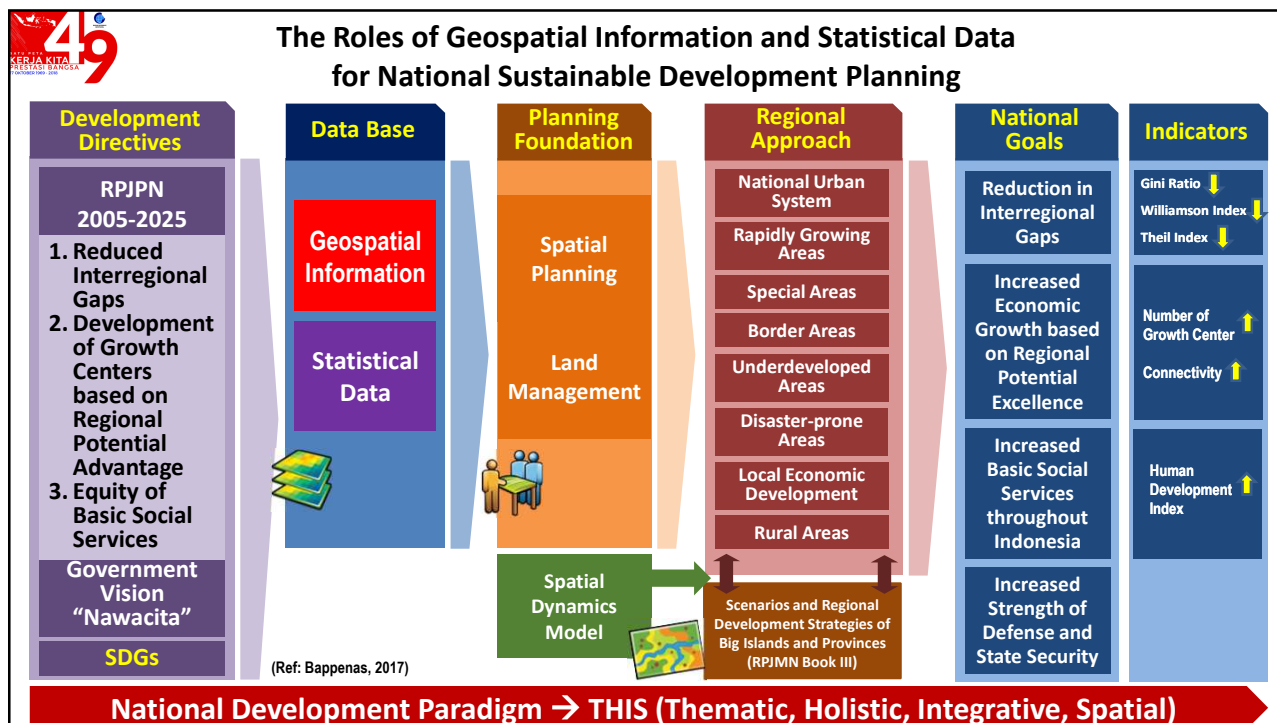 49
SATU PETA
KERJA KITA
PRESTASI BANGSA
17 OKTOBER 1969 - 2018
The Roles of Geospatial Information and Statistical Data
for National Sustainable Development Planning
Development
Directives
RPJPN
2005-2025
1. Reduced
Interregional
Gaps
2. Development
of Growth
Centers
based on
Regional
Potential
Advantage
3. Equity of
Basic Social
Services
Government
Vision
“Nawacita”
SDGs
Data Base
Geospatial
Information
Statistical
Data
(Ref: Bappenas, 2017)
Planning
Foundation
Spatial
Planning
Land
Management
Spatial
Dynamics
Model
Regional
Approach
National Urban
System
Rapidly Growing
Areas
Special Areas
Border Areas
Underdeveloped
Areas
Disaster-prone
Areas
Local Economic
Development
Rural Areas
Scenarios and Regional
Development Strategies of
Big Islands and Provinces
(RPJMN Book III)
National
Goals
Reduction in
Interregional
Gaps
Increased
Economic
Growth based
on Regional
Potential
Excellence
Increased
Basic Social
Services
throughout
Indonesia
Increased
Strength of
Defense and
State Security
Indicators
Gini Ratio
Williamson Index
Theil Index
Number of
Growth Center
Connectivity
Human
Development
Index
National Development Paradigm → THIS (Thematic, Holistic, Integrative, Spatial)